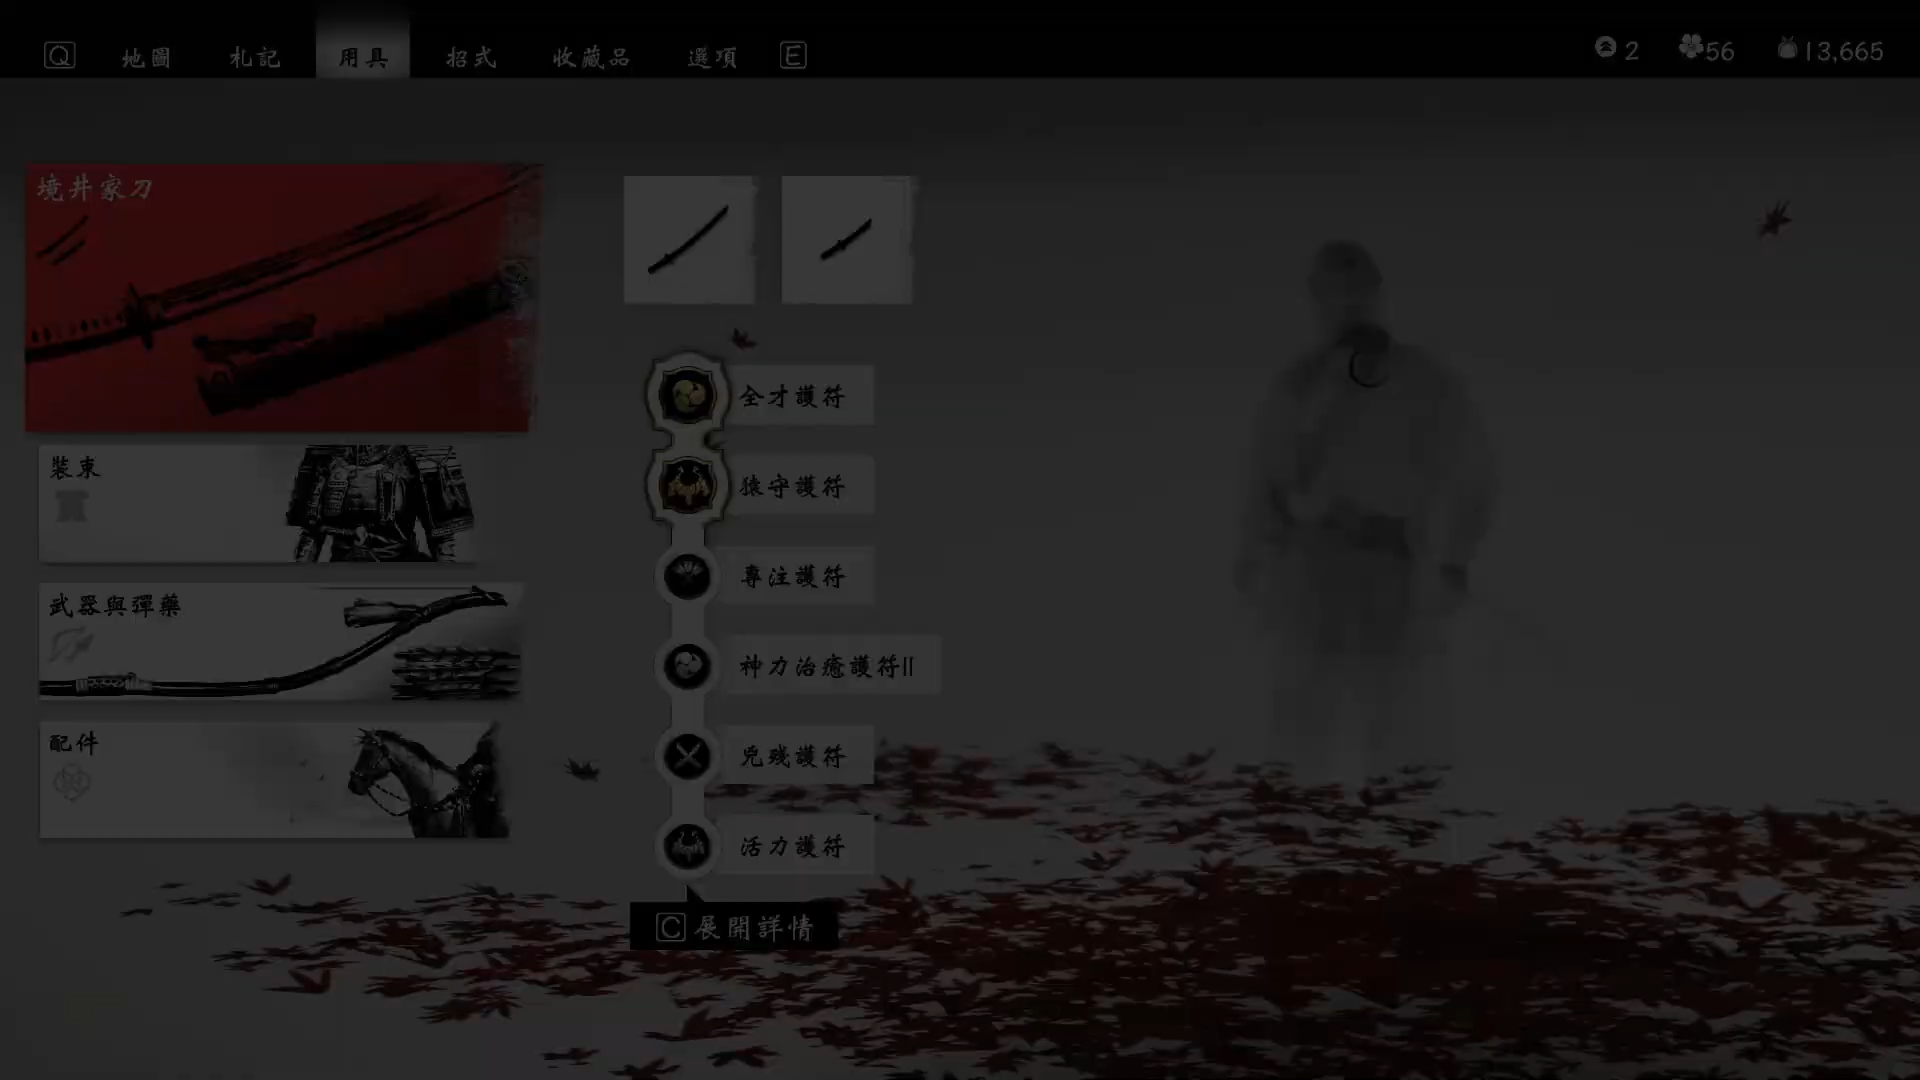 Q 地圖 札記 用具 招式 收藏品 選項 E 2 56 13,665
境井家刀
全才護符
裝束
猿守護符
專注護符
武器與彈藥
神力治癒護符II
配件
兇殘護符
活力護符
C 展開詳情